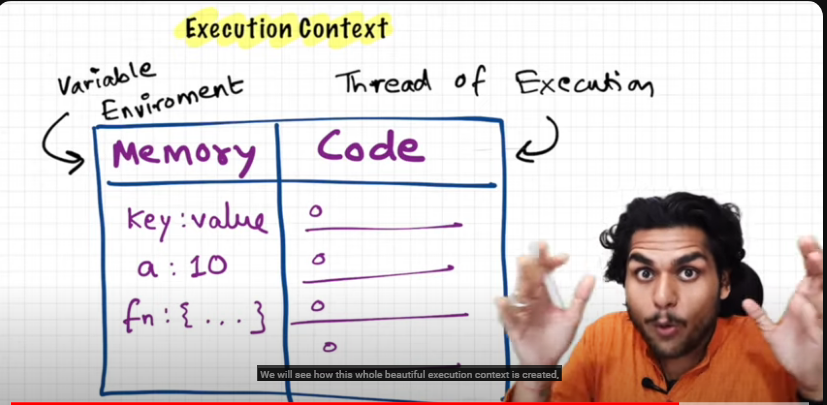 Execution Context
Variable
Enviroment
Thread of Execution
Memory
Code
key : value
a : 10
fn : { ... }
We will see how this whole beautiful execution context is created,